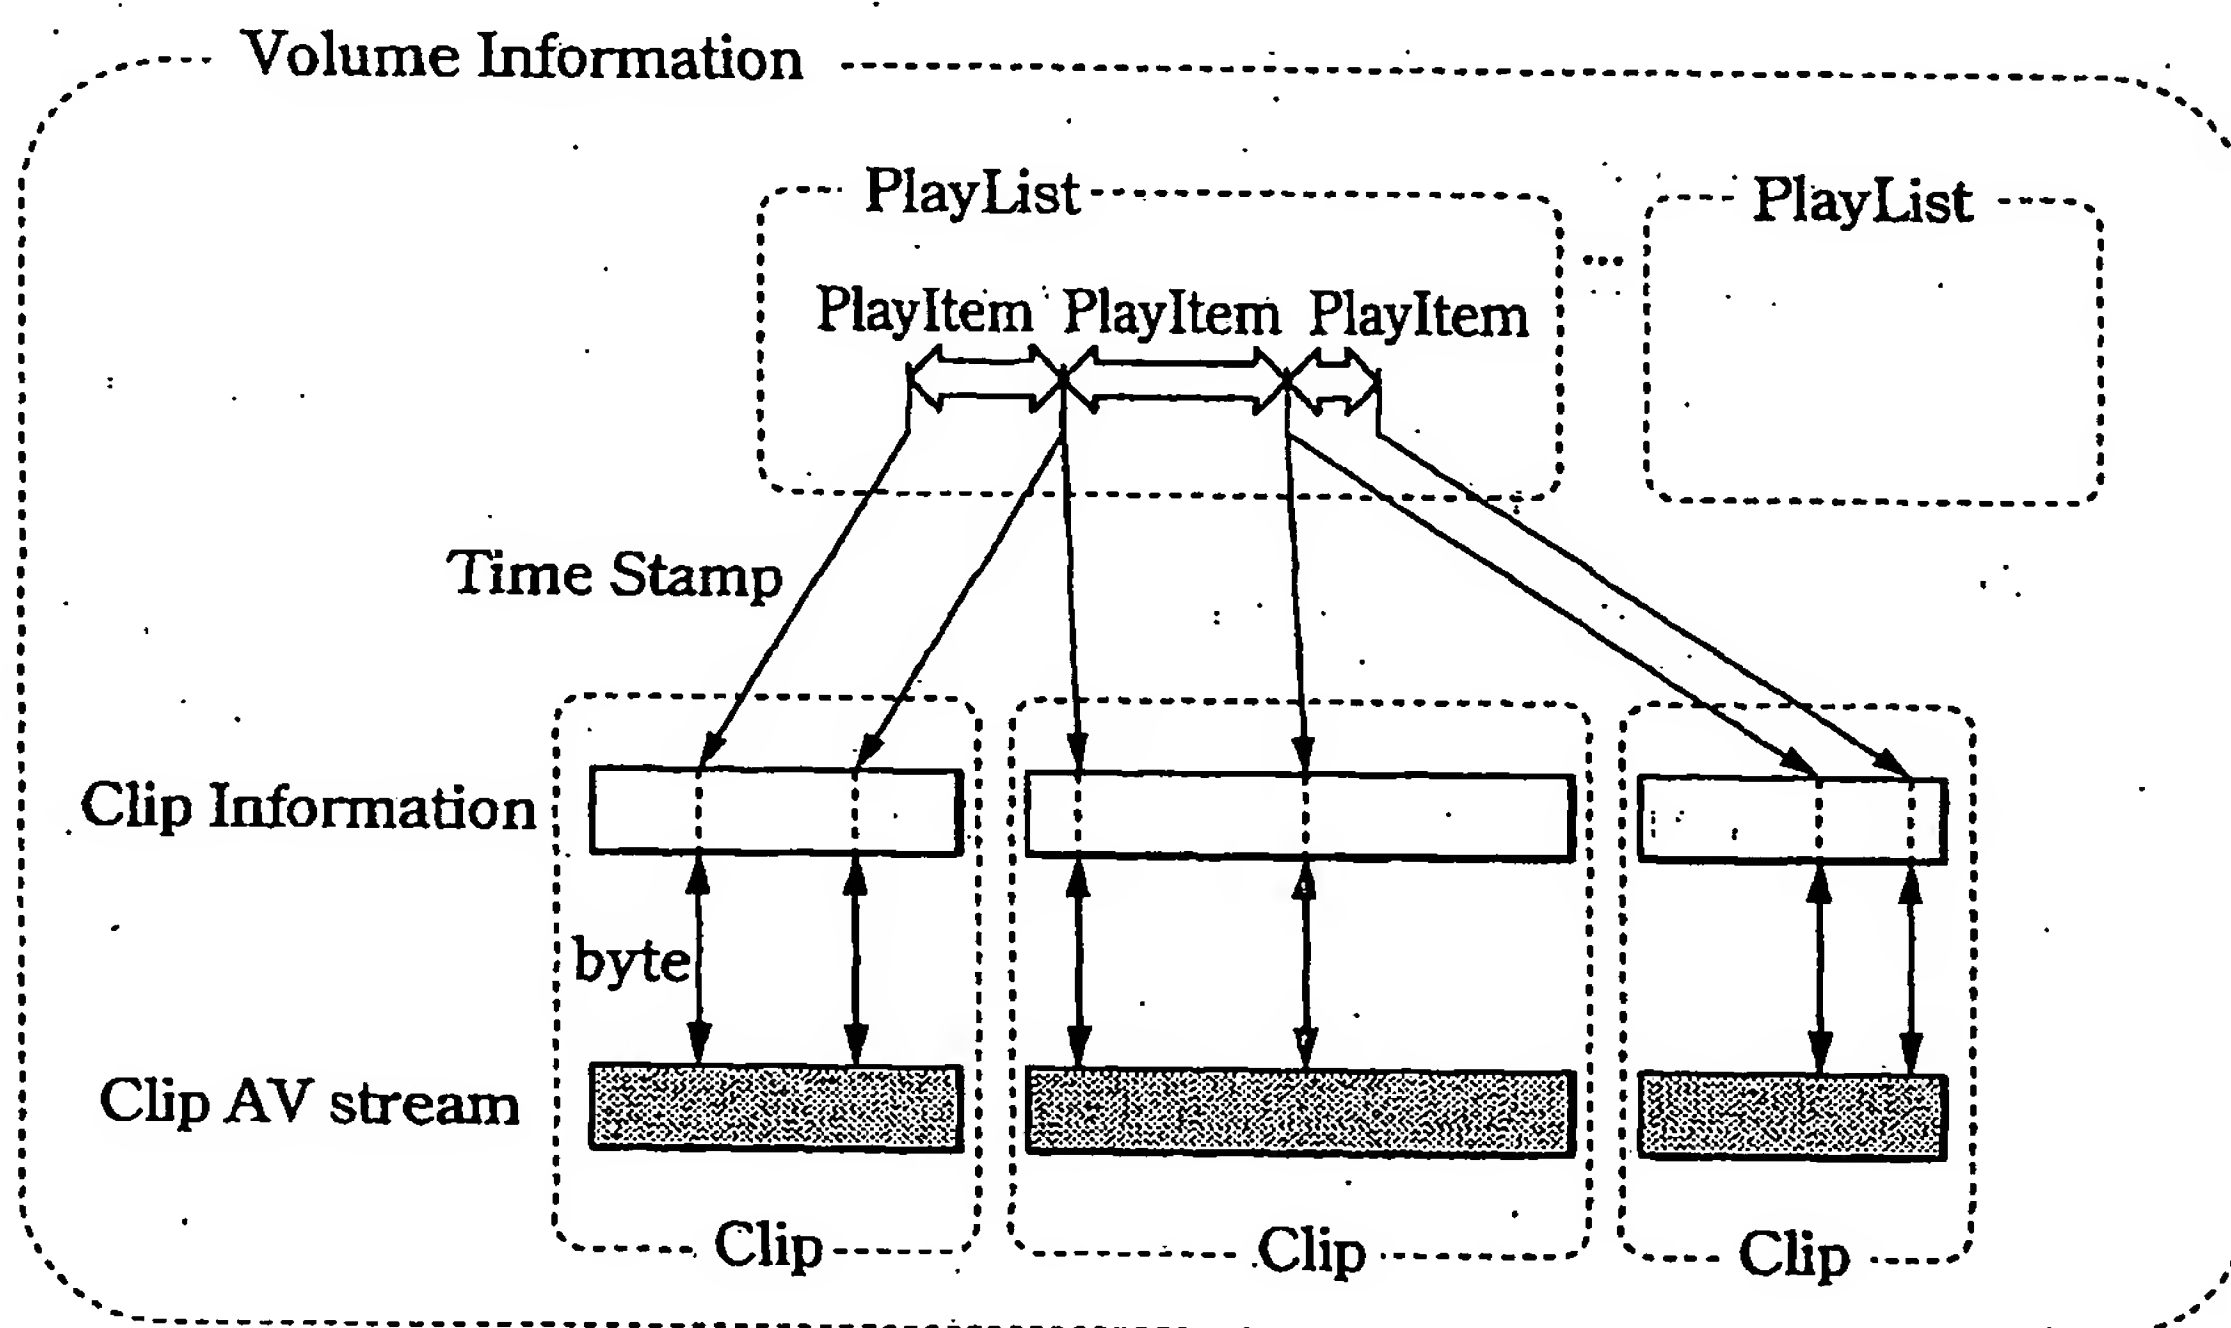 Volume Information
PlayList
PlayList
...
PlayItem PlayItem PlayItem
Time Stamp
Clip Information
byte
Clip AV stream
Clip
Clip
Clip